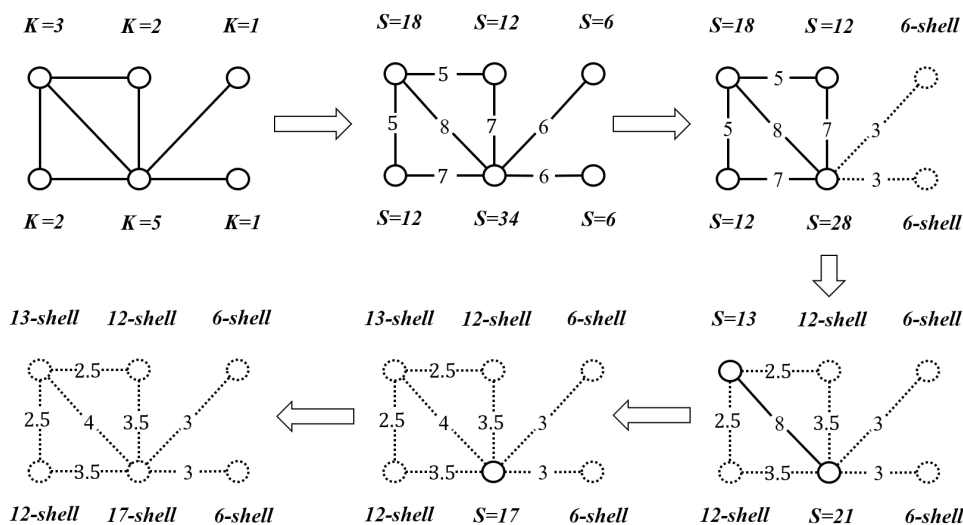 K=3 K=2 K=1
K=2 K=5 K=1
S=18 S=12 S=6
5
5 8 7 6
7 6
S=12 S=34 S=6
S=18 S=12 6-shell
5
5 8 7 3
7 3
S=12 S=28 6-shell
S=13 12-shell 6-shell
2.5
2.5 8 3.5 3
3.5 3
12-shell S=21 6-shell
13-shell 12-shell 6-shell
2.5
2.5 4 3.5 3
3.5 3
12-shell S=17 6-shell
13-shell 12-shell 6-shell
2.5
2.5 4 3.5 3
3.5 3
12-shell 17-shell 6-shell